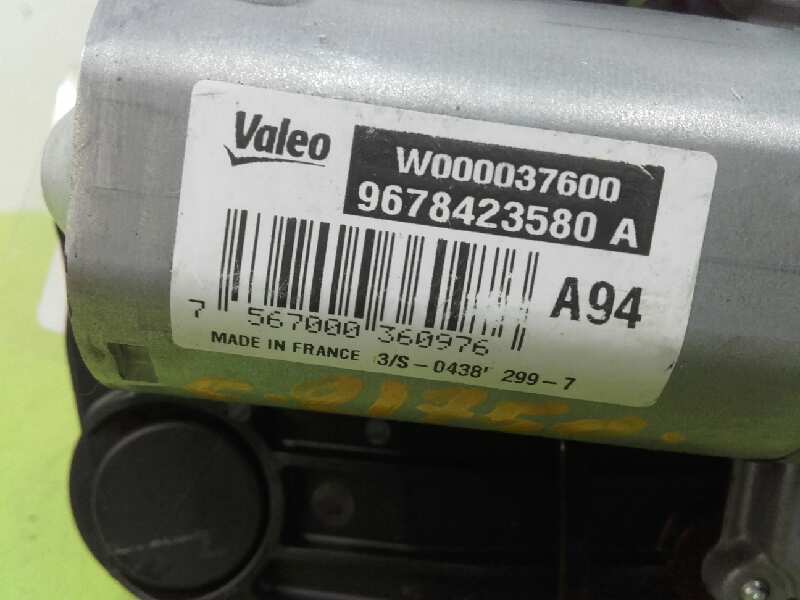 Valeo
W000037600
9678423580 A
A94
7 567000 360976
MADE IN FRANCE 3/S-0438' 299-7